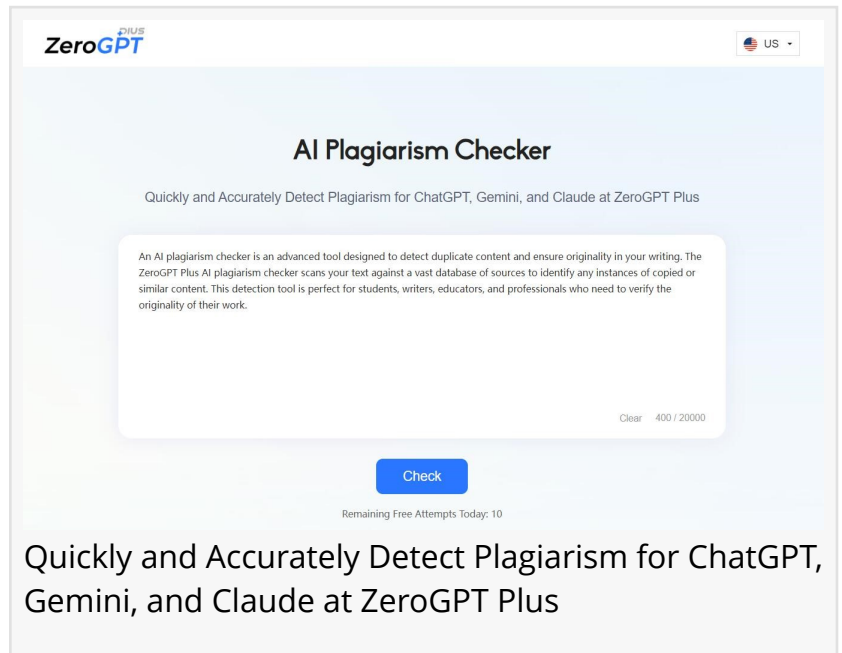 plus
ZeroGPT
US
AI Plagiarism Checker
Quickly and Accurately Detect Plagiarism for ChatGPT, Gemini, and Claude at ZeroGPT Plus
An AI plagiarism checker is an advanced tool designed to detect duplicate content and ensure originality in your writing. The
ZeroGPT Plus AI plagiarism checker scans your text against a vast database of sources to identify any instances of copied or
similar content. This detection tool is perfect for students, writers, educators, and professionals who need to verify the
originality of their work.
Clear 400 / 20000
Check
Remaining Free Attempts Today: 10
Quickly and Accurately Detect Plagiarism for ChatGPT,
Gemini, and Claude at ZeroGPT Plus